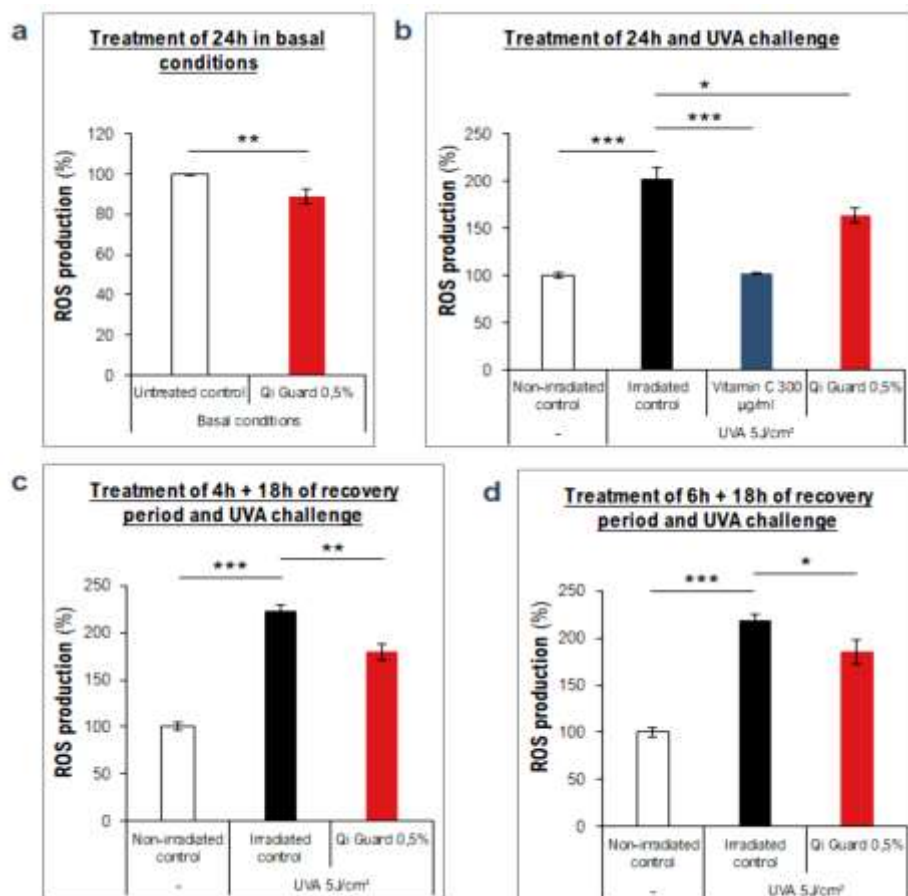 a
Treatment of 24h in basal
conditions
**
ROS production (%)
120
100
80
60
40
20
0
Untreated control
Qi Guard 0,5%
Basal conditions
b
Treatment of 24h and UVA challenge
*
***
***
ROS production (%)
250
200
150
100
50
0
Non-irradiated
control
Irradiated
control
Vitamin C 300
µg/ml
Qi Guard 0,5%
-
UVA 5J/cm²
c
Treatment of 4h + 18h of recovery
period and UVA challenge
***
**
ROS production (%)
250
200
150
100
50
0
Non-irradiated
control
Irradiated
control
Qi Guard 0,5%
-
UVA 5J/cm²
d
Treatment of 6h + 18h of recovery
period and UVA challenge
***
*
ROS production (%)
250
200
150
100
50
0
Non-irradiated
control
Irradiated
control
Qi Guard 0,5%
-
UVA 5J/cm²